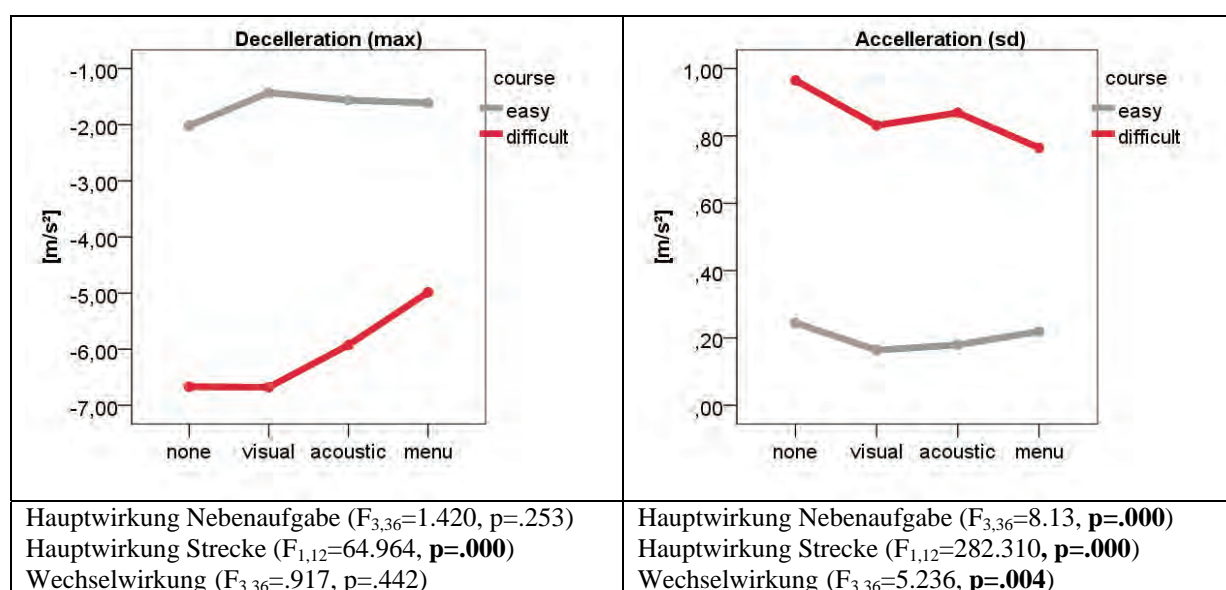 Decelleration (max)
-1,00
-2,00
-3,00
-4,00
-5,00
-6,00
-7,00
[m/s²]
none visual acoustic menu
course
easy
difficult
Accelleration (sd)
1,00
,80
,60
,40
,20
,00
[m/s²]
none visual acoustic menu
course
easy
difficult
Hauptwirkung Nebenaufgabe (F3,36=1.420, p=.253)
Hauptwirkung Strecke (F1,12=64.964, p=.000)
Wechselwirkung (F3,36=.917, p=.442)
Hauptwirkung Nebenaufgabe (F3,36=8.13, p=.000)
Hauptwirkung Strecke (F1,12=282.310, p=.000)
Wechselwirkung (F3,36=5.236, p=.004)